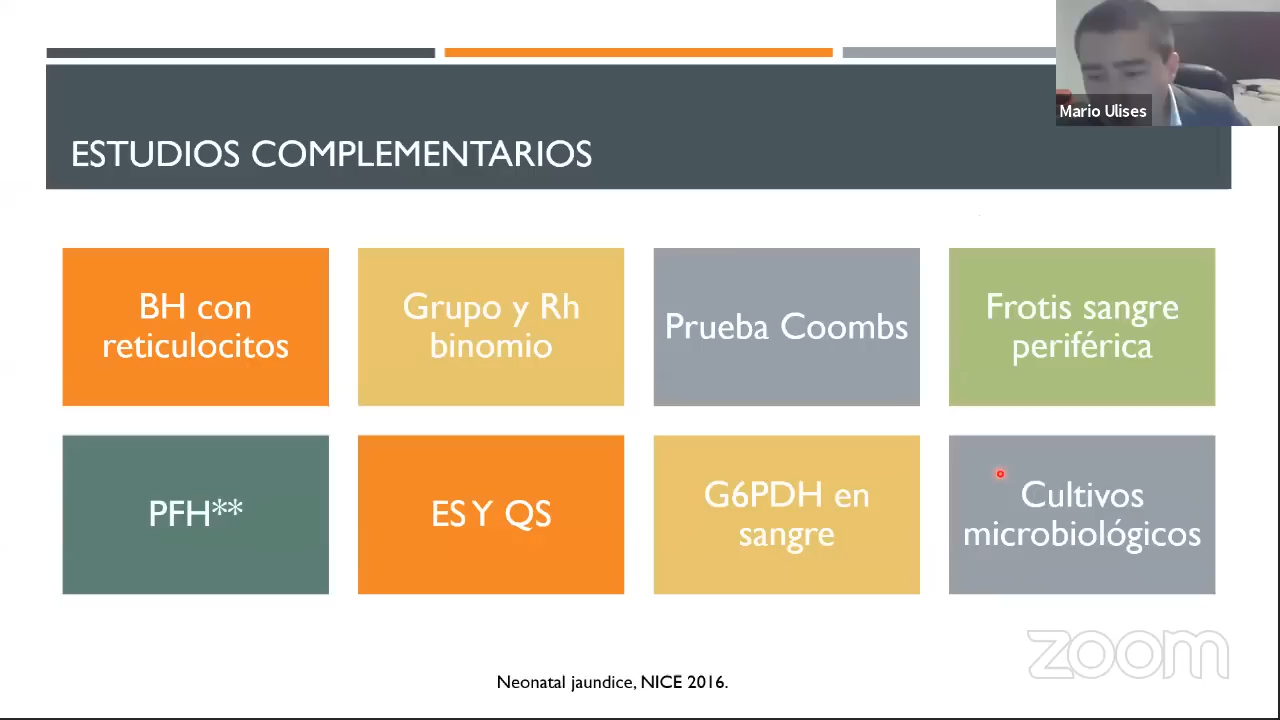 Mario Ulises
ESTUDIOS COMPLEMENTARIOS
BH con
reticulocitos
Grupo y Rh
binomio
Prueba Coombs
Frotis sangre
periférica
PFH**
ES Y QS
G6PDH en
sangre
Cultivos
microbiológicos
zoom
Neonatal jaundice, NICE 2016.